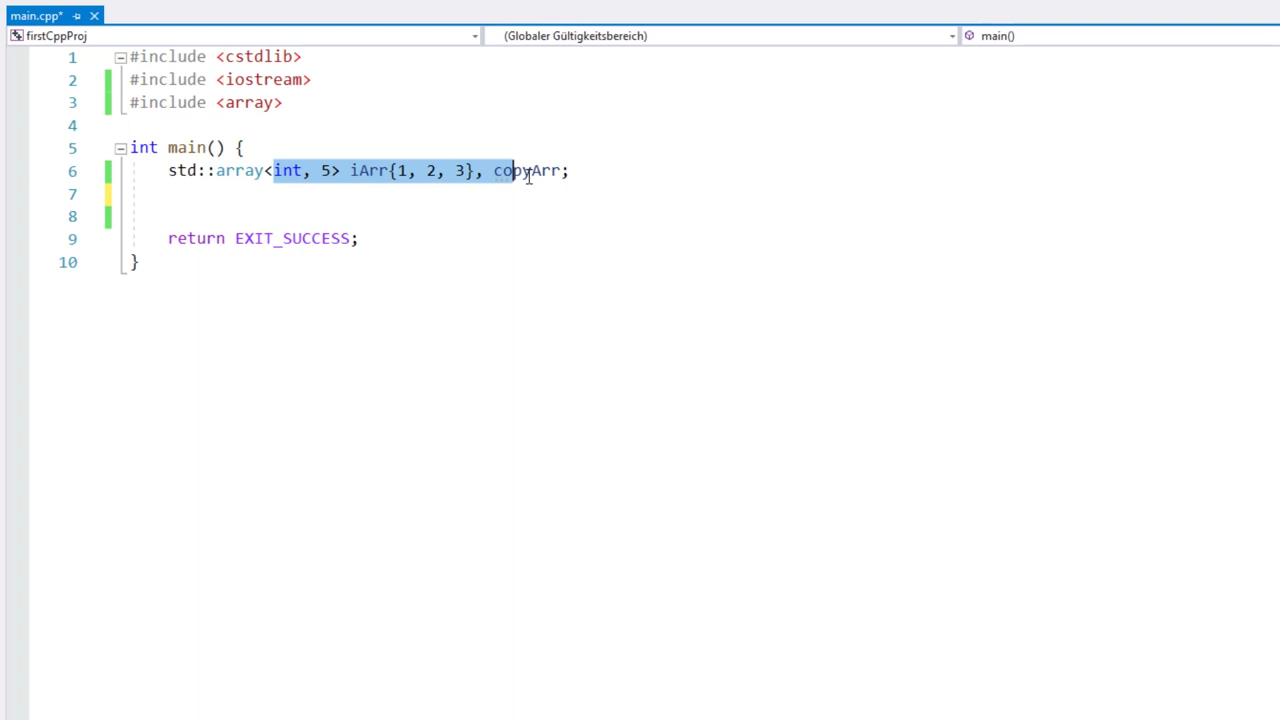 main.cpp*
firstCppProj (Globaler Gültigkeitsbereich) main()
1 #include <cstdlib>
2 #include <iostream>
3 #include <array>
4
5 int main() {
6 std::array<int, 5> iArr{1, 2, 3}, copyArr;
7
8
9 return EXIT_SUCCESS;
10 }